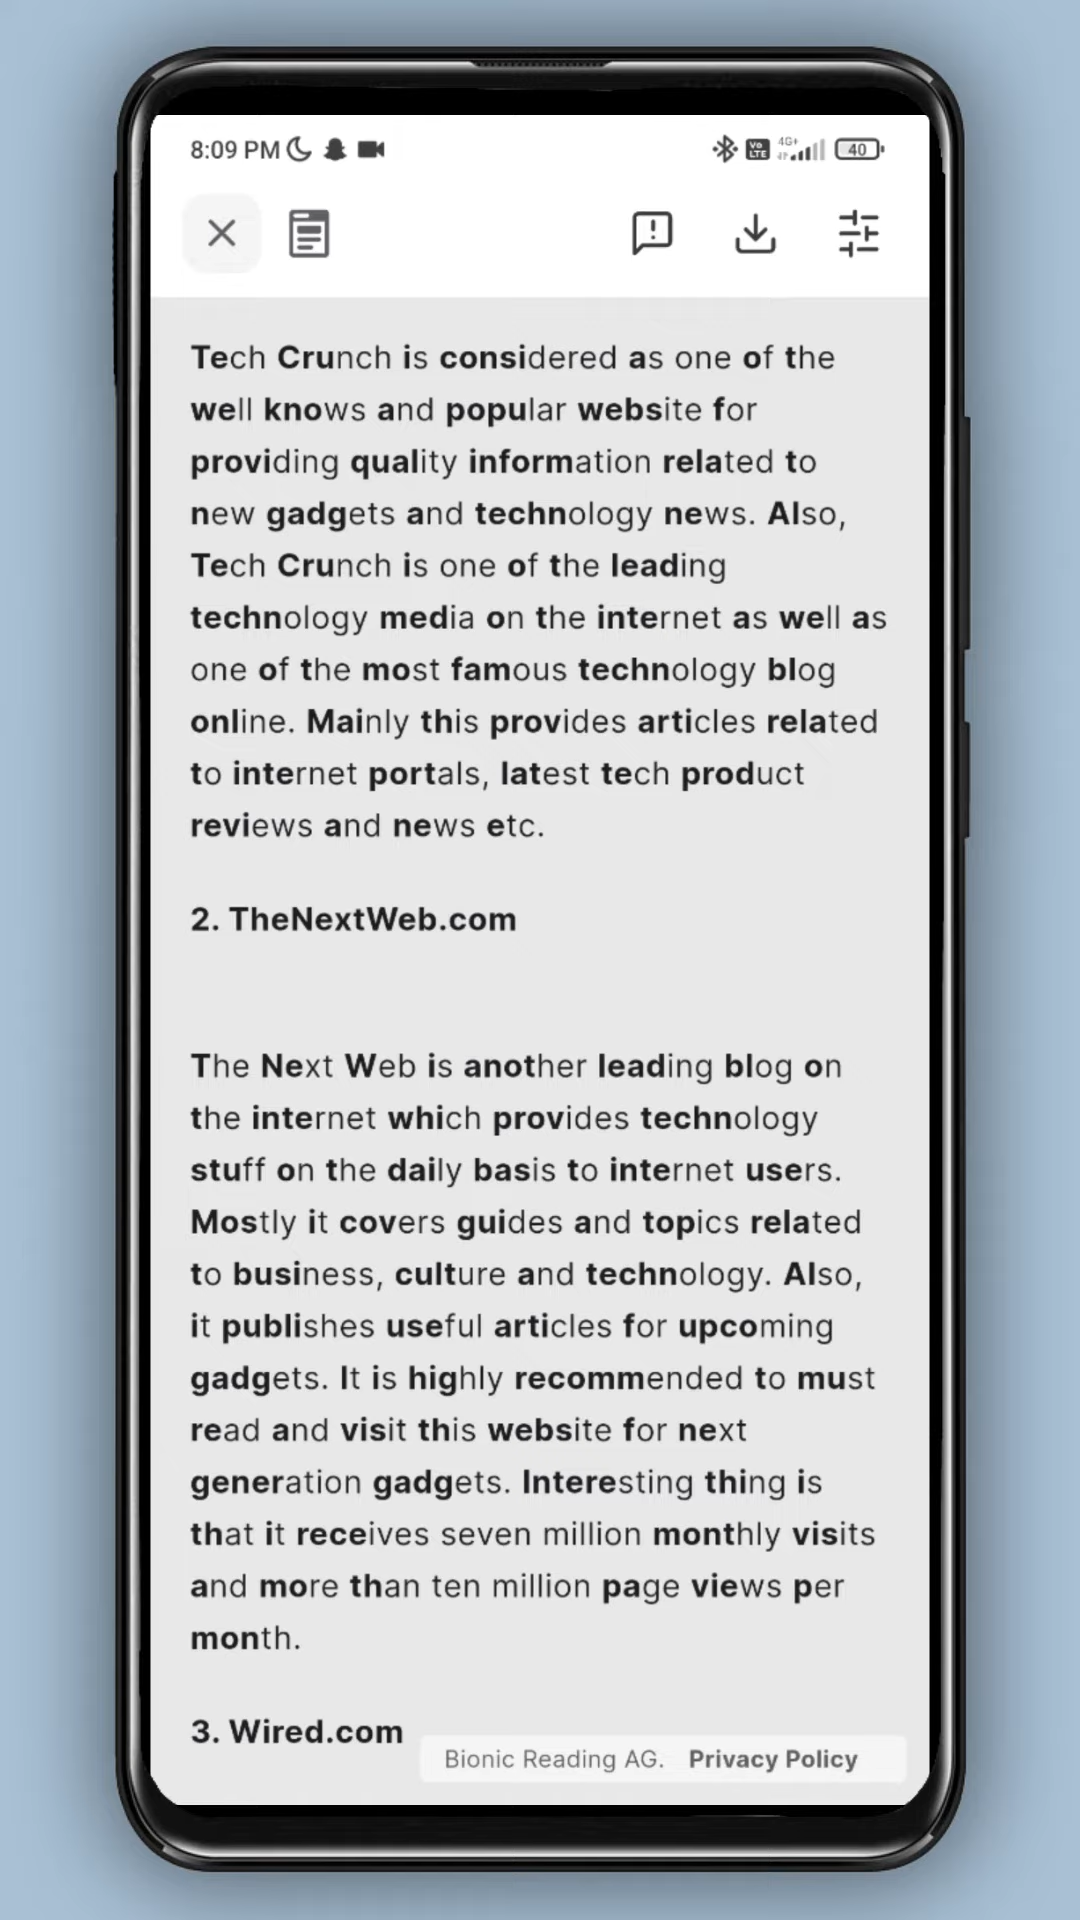 8:09 PM
Vo LTE
4G+
40
Tech Crunch is considered as one of the
well knows and popular website for
providing quality information related to
new gadgets and technology news. Also,
Tech Crunch is one of the leading
technology media on the internet as well as
one of the most famous technology blog
online. Mainly this provides articles related
to internet portals, latest tech product
reviews and news etc.
2. TheNextWeb.com
The Next Web is another leading blog on
the internet which provides technology
stuff on the daily basis to internet users.
Mostly it covers guides and topics related
to business, culture and technology. Also,
it publishes useful articles for upcoming
gadgets. It is highly recommended to must
read and visit this website for next
generation gadgets. Interesting thing is
that it receives seven million monthly visits
and more than ten million page views per
month.
3. Wired.com
Bionic Reading AG. Privacy Policy